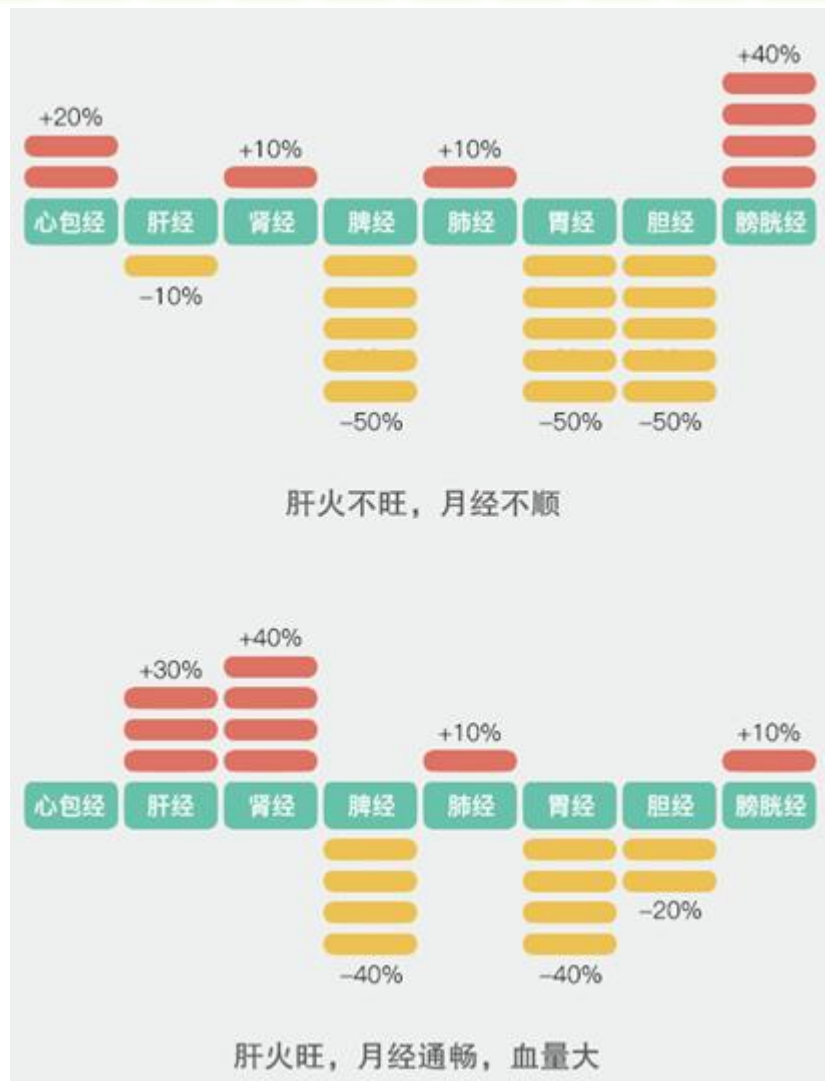 +40%
+20%
+10%
+10%
心包经 肝经 肾经 脾经 肺经 胃经 胆经 膀胱经
-10%
-50% -50% -50%
肝火不旺，月经不顺
+40%
+30%
+10% +10%
心包经 肝经 肾经 脾经 肺经 胃经 胆经 膀胱经
-20%
-40% -40%
肝火旺，月经通畅，血量大